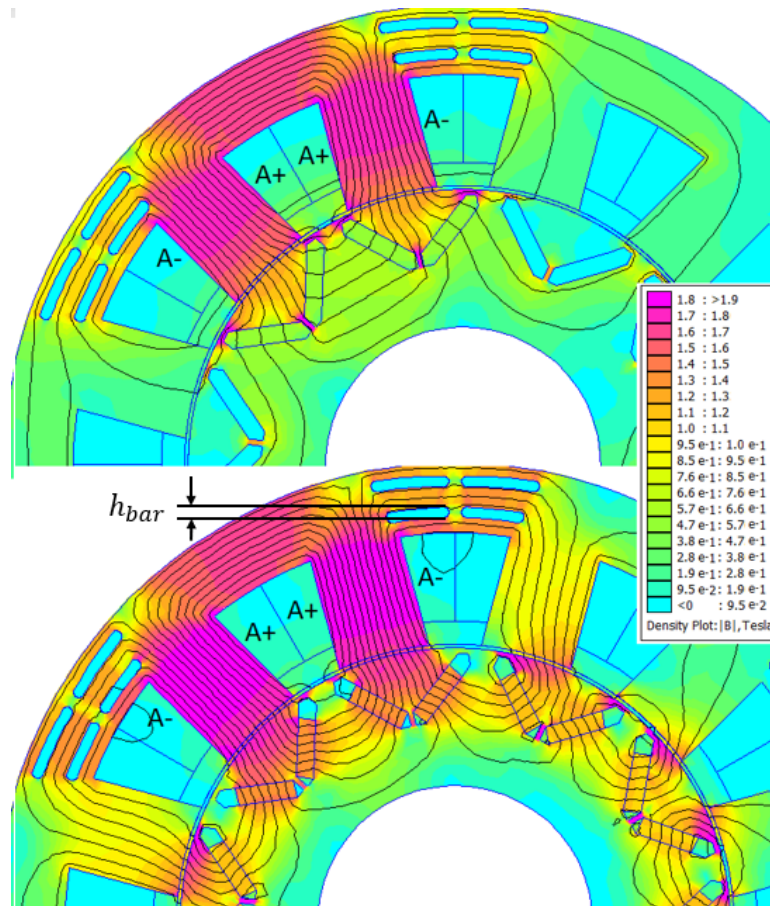 A-
A+
A+
A-
1.8 : >1.9
1.7 : 1.8
1.6 : 1.7
1.5 : 1.6
1.4 : 1.5
1.3 : 1.4
1.2 : 1.3
1.1 : 1.2
1.0 : 1.1
9.5 e-1 : 1.0 e-1
8.5 e-1 : 9.5 e-1
7.6 e-1 : 8.5 e-1
6.6 e-1 : 7.6 e-1
5.7 e-1 : 6.6 e-1
4.7 e-1 : 5.7 e-1
3.8 e-1 : 4.7 e-1
2.8 e-1 : 3.8 e-1
1.9 e-1 : 2.8 e-1
9.5 e-2 : 1.9 e-1
<0 : 9.5 e-2
Density Plot: |B|, Tesla
h_bar
A-
A+
A+
A-